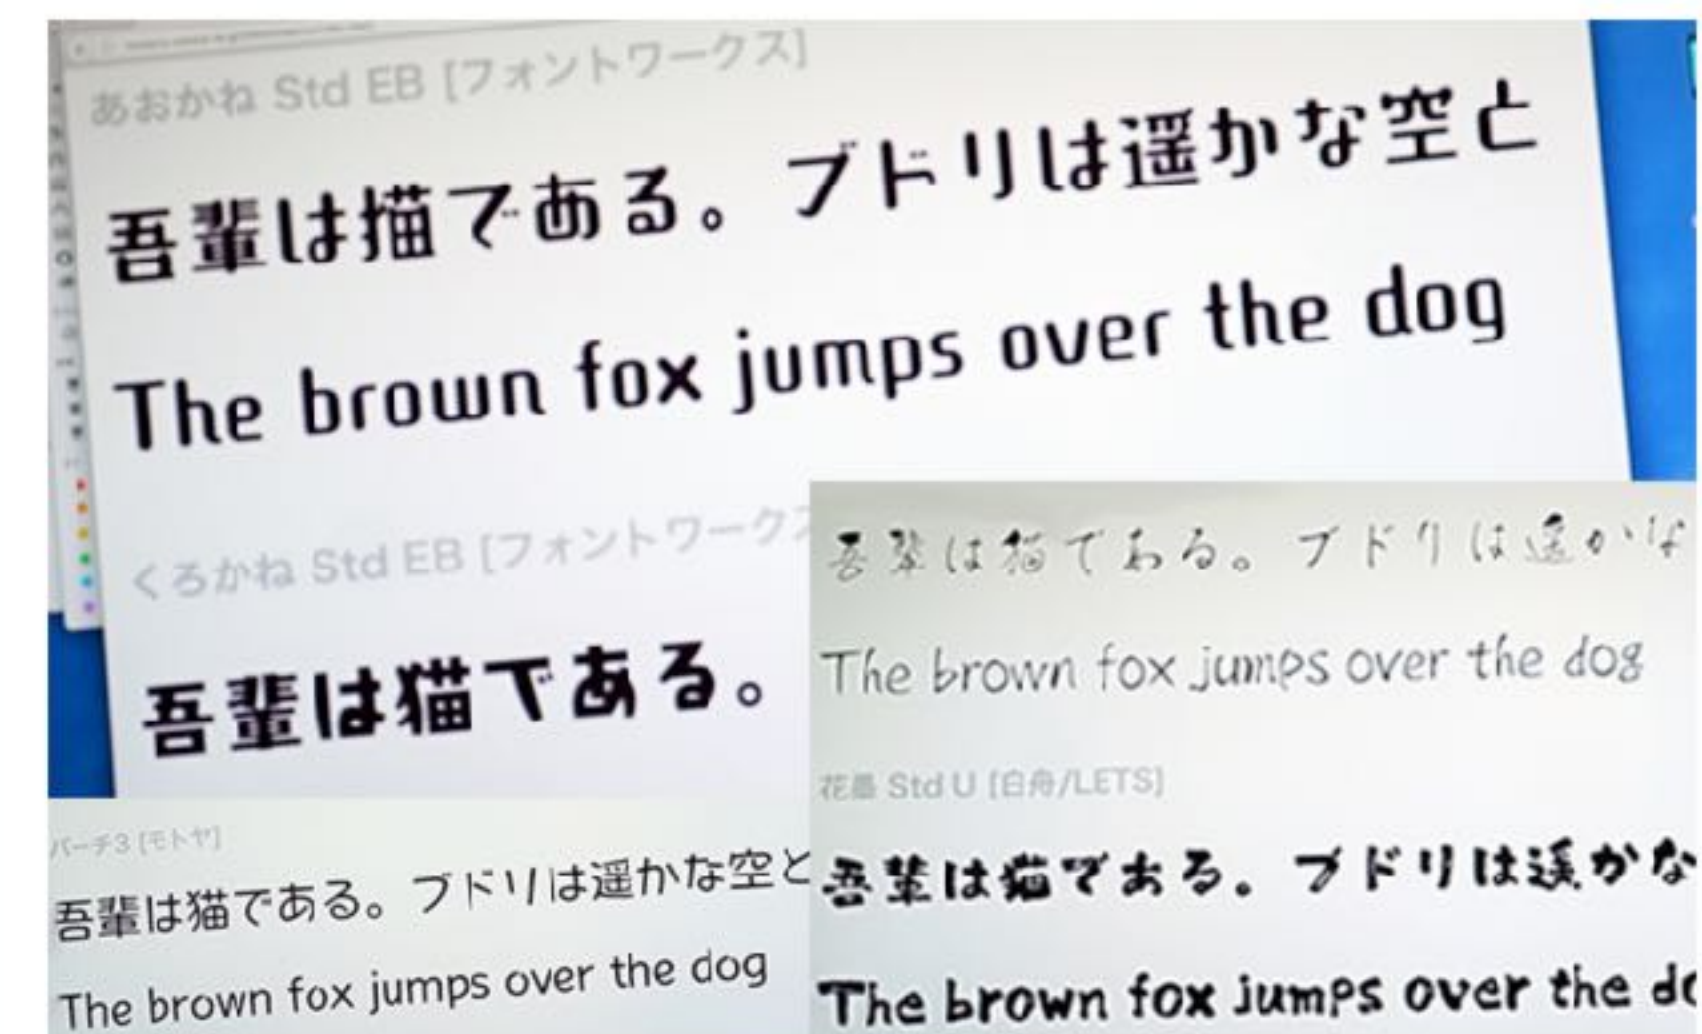 あおかね Std EB [フォントワークス]
吾輩は猫である。ブドリは遥かな空と
The brown fox jumps over the dog
くろかね Std EB [フォントワークス
吾輩は猫である。
吾輩は猫である。ブドリは遥かな
The brown fox jumps over the dog
花墨 Std U [白舟/LETS]
吾輩は猫である。ブドリは遥かな
The brown fox jumps over the do
バーチ3 [モトヤ]
吾輩は猫である。ブドリは遥かな空と
The brown fox jumps over the dog